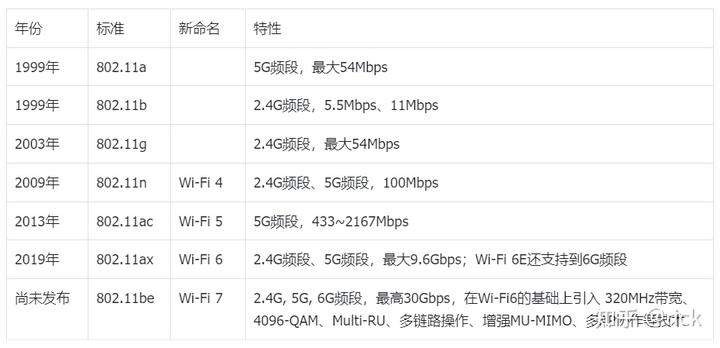 年份 标准 新命名 特性
1999年 802.11a 5G频段，最大54Mbps
1999年 802.11b 2.4G频段，5.5Mbps、11Mbps
2003年 802.11g 2.4G频段，最大54Mbps
2009年 802.11n Wi-Fi 4 2.4G频段、5G频段，100Mbps
2013年 802.11ac Wi-Fi 5 5G频段，433~2167Mbps
2019年 802.11ax Wi-Fi 6 2.4G频段、5G频段，最大9.6Gbps；Wi-Fi 6E还支持到6G频段
尚未发布 802.11be Wi-Fi 7 2.4G, 5G, 6G频段，最高30Gbps，在Wi-Fi6的基础上引入 320MHz带宽、
4096-QAM、Multi-RU、多链路操作、增强MU-MIMO、多AP协作等技术
知乎